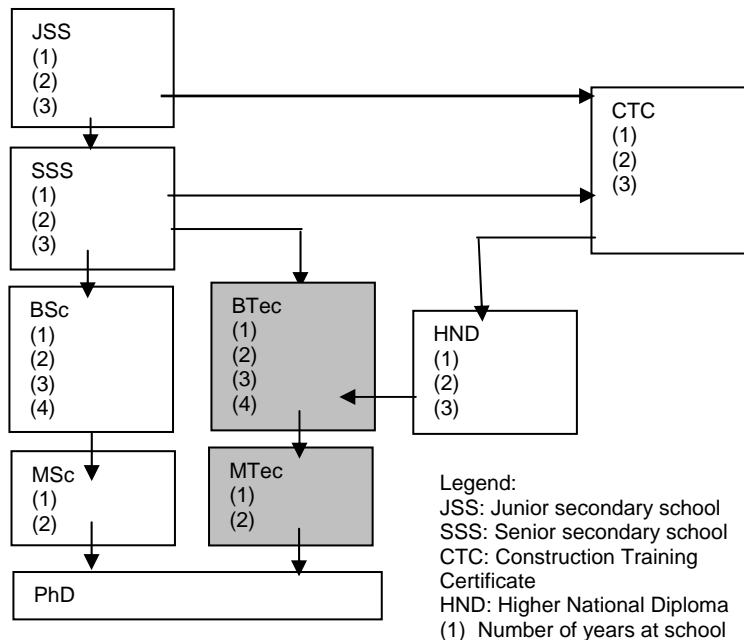 JSS
(1)
(2)
(3)
CTC
(1)
(2)
(3)
SSS
(1)
(2)
(3)
BSc
(1)
(2)
(3)
(4)
BTec
(1)
(2)
(3)
(4)
HND
(1)
(2)
(3)
MSc
(1)
(2)
MTec
(1)
(2)
PhD
Legend:
JSS: Junior secondary school
SSS: Senior secondary school
CTC: Construction Training
Certificate
HND: Higher National Diploma
(1) Number of years at school